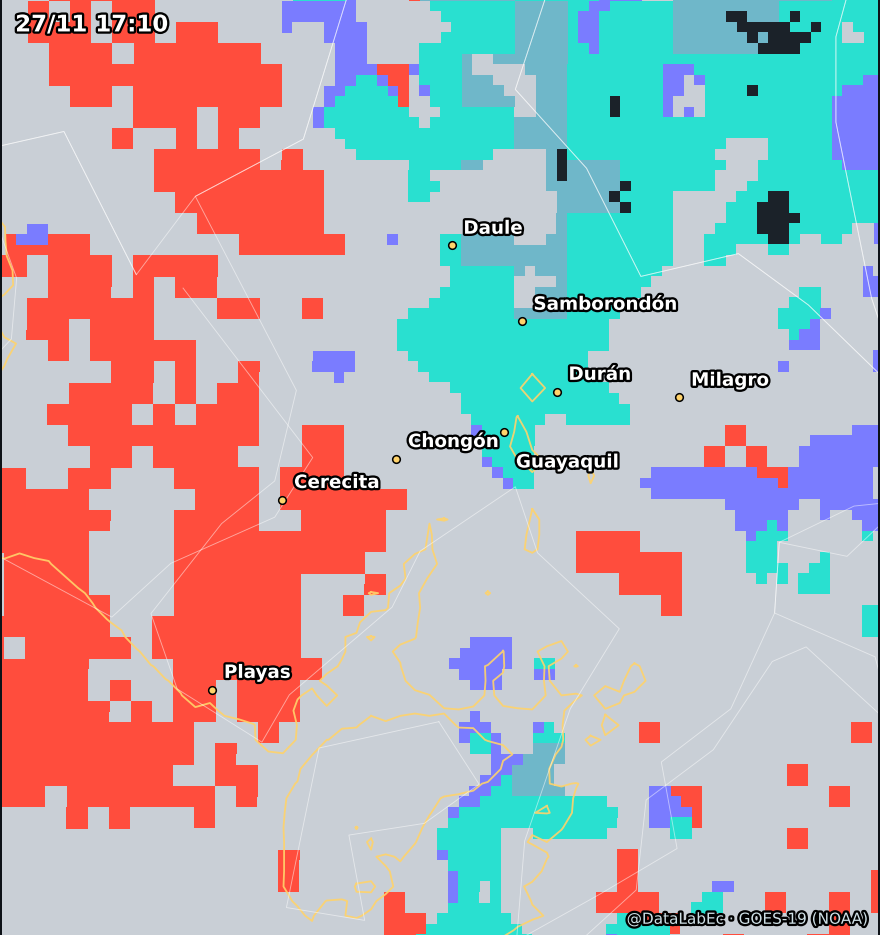 27/11 17:10
Daule
Samborondón
Durán
Milagro
Chongón
Guayaquil
Cerecita
Playas
@DataLabEc · GOES-19 (NOAA)